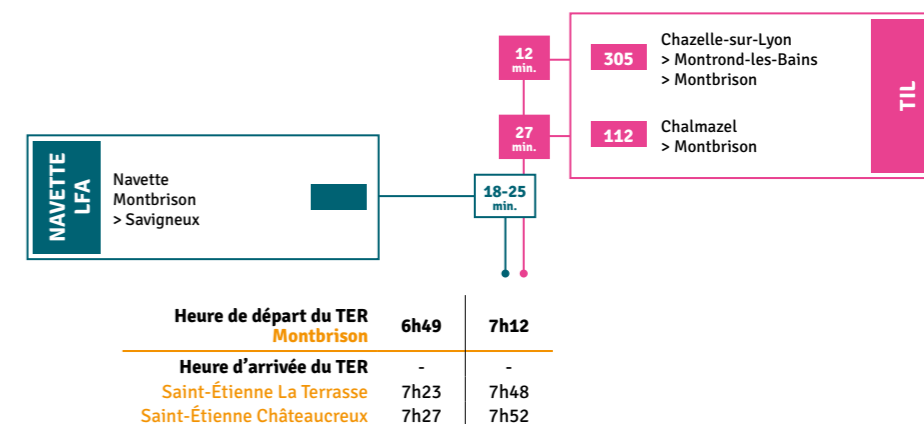 12
min.
305
Chazelle-sur-Lyon
> Montrond-les-Bains
> Montbrison
TIL
27
min.
112
Chalmazel
> Montbrison
NAVETTE
LFA
Navette
Montbrison
> Savigneux
18-25
min.
Heure de départ du TER
Montbrison
6h49 7h12
Heure d’arrivée du TER - -
Saint-Étienne La Terrasse 7h23 7h48
Saint-Étienne Châteaucreux 7h27 7h52